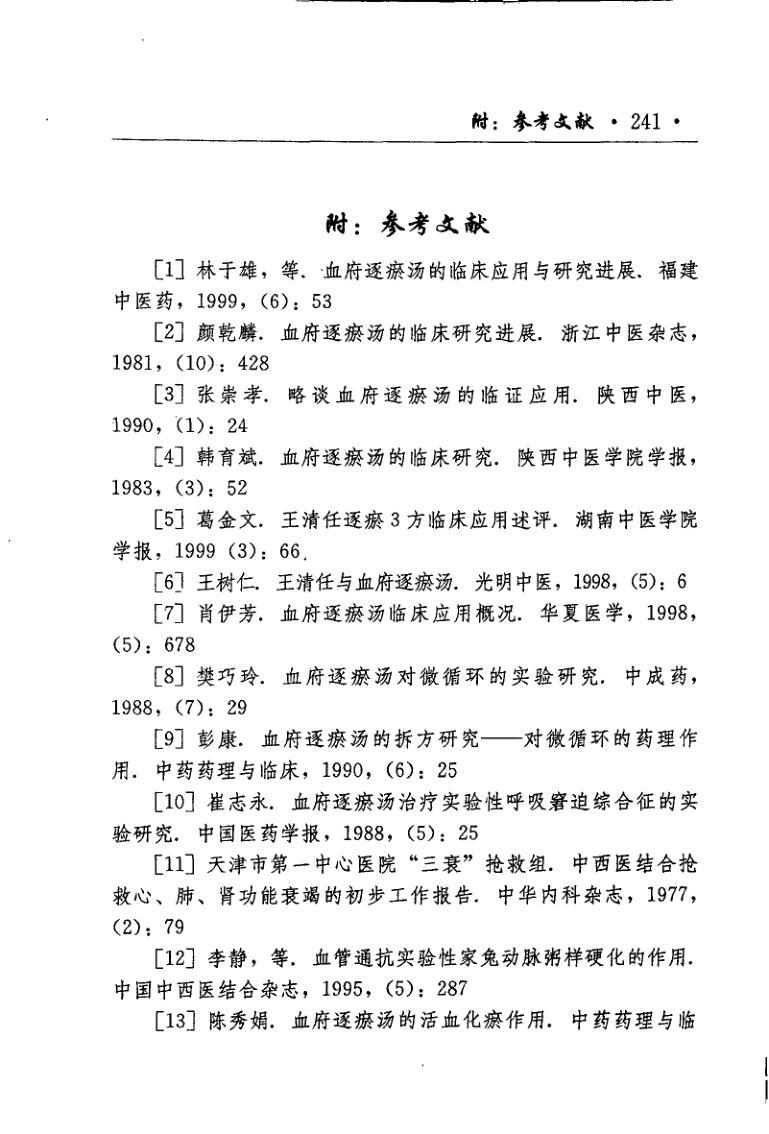 附：参考文献 · 241 ·
附：参考文献
［1］林于雄，等．血府逐瘀汤的临床应用与研究进展．福建
中医药，1999，（6）：53
［2］颜乾麟．血府逐瘀汤的临床研究进展．浙江中医杂志，
1981，（10）：428
［3］张崇孝．略谈血府逐瘀汤的临证应用．陕西中医，
1990，（1）：24
［4］韩育斌．血府逐瘀汤的临床研究．陕西中医学院学报，
1983，（3）：52
［5］葛金文．王清任逐瘀 3 方临床应用述评．湖南中医学院
学报，1999（3）：66．
［6］王树仁．王清任与血府逐瘀汤．光明中医，1998，（5）：6
［7］肖伊芳．血府逐瘀汤临床应用概况．华夏医学，1998，
（5）：678
［8］樊巧玲．血府逐瘀汤对微循环的实验研究．中成药，
1988，（7）：29
［9］彭康．血府逐瘀汤的拆方研究——对微循环的药理作
用．中药药理与临床，1990，（6）：25
［10］崔志永．血府逐瘀汤治疗实验性呼吸窘迫综合征的实
验研究．中国医药学报，1988，（5）：25
［11］天津市第一中心医院“三衰”抢救组．中西医结合抢
救心、肺、肾功能衰竭的初步工作报告．中华内科杂志，1977，
（2）：79
［12］李静，等．血管通抗实验性家兔动脉粥样硬化的作用．
中国中西医结合杂志，1995，（5）：287
［13］陈秀娟．血府逐瘀汤的活血化瘀作用．中药药理与临